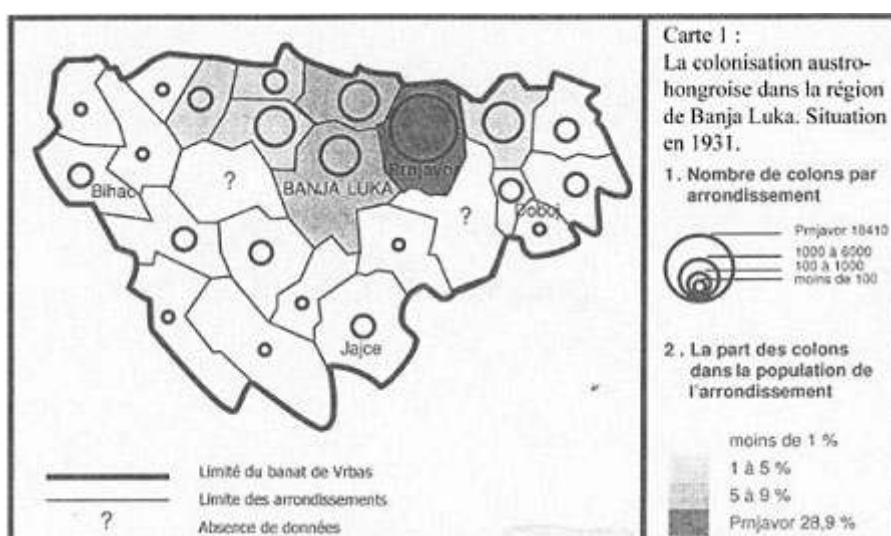 Carte 1 :
La colonisation austro-
hongroise dans la région
de Banja Luka. Situation
en 1931.
1. Nombre de colons par
arrondissement
Prnjavor 18410
1000 à 6000
100 à 1000
moins de 100
2. La part des colons
dans la population de
l'arrondissement
moins de 1 %
1 à 5 %
5 à 9 %
Prnjavor 28,9 %
Prnjavor
?
BANJA LUKA
Bihac
?
Doboj
Jajce
Limité du banat de Vrbas
Limite des arrondissements
?
Absence de données